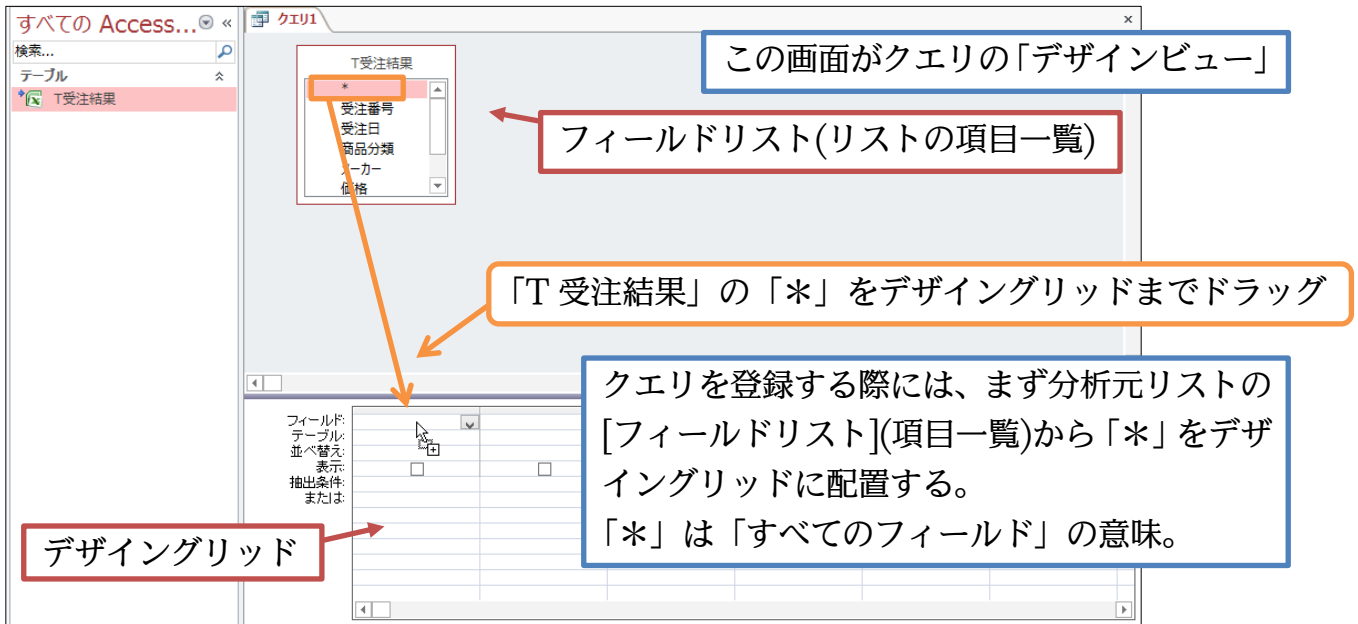 すべての Access...
検索...
テーブル
T受注結果
クエリ1
T受注結果
*
受注番号
受注日
商品分類
メーカー
価格
この画面がクエリの「デザインビュー」
フィールドリスト(リストの項目一覧)
「T 受注結果」の「＊」をデザイングリッドまでドラッグ
クエリを登録する際には、まず分析元リストの
[フィールドリスト](項目一覧)から「＊」をデザ
イングリッドに配置する。
「＊」は「すべてのフィールド」の意味。
フィールド:
テーブル:
並べ替え:
表示:
抽出条件:
または:
デザイングリッド